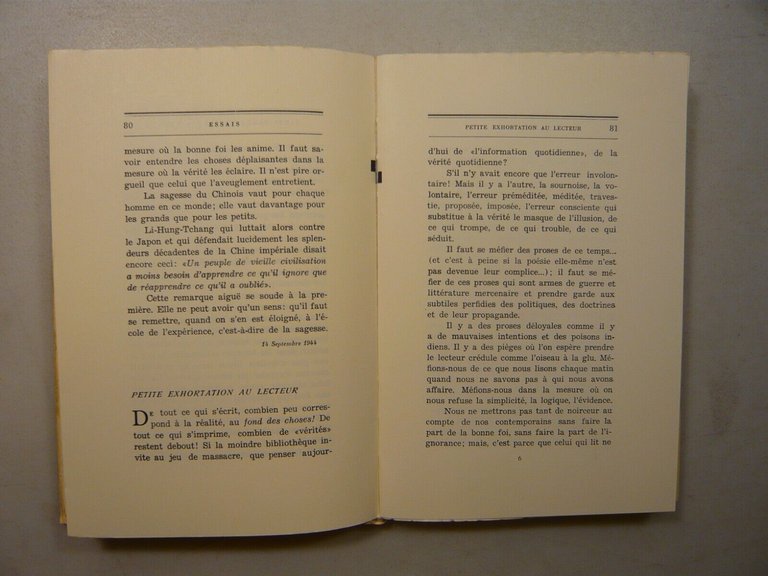 80 ESSAIS
mesure où la bonne foi les anime. Il faut sa-
voir entendre les choses déplaisantes dans la
mesure où la vérité les éclaire. Il n'est pire or-
gueil que celui que l'aveuglement entretient.
La sagesse du Chinois vaut pour chaque
homme en ce monde; elle vaut davantage pour
les grands que pour les petits.
Li-Hung-Tchang qui luttait alors contre
le Japon et qui défendait lucidement les splen-
deurs décadentes de la Chine impériale disait
encore ceci: «Un peuple de vieille civilisation
a moins besoin d'apprendre ce qu'il ignore que
de réapprendre ce qu'il a oublié».
Cette remarque aiguë se soude à la pre-
mière. Elle ne peut avoir qu'un sens: qu'il faut
se remettre, quand on s'en est éloigné, à l'é-
cole de l'expérience, c'est-à-dire de la sagesse.
14 Septembre 1944
PETITE EXHORTATION AU LECTEUR
DE tout ce qui s'écrit, combien peu corres-
pond à la réalité, au fond des choses! De
tout ce qui s'imprime, combien de «vérités»
restent debout! Si la moindre bibliothèque in-
vite au jeu de massacre, que penser aujour-
PETITE EXHORTATION AU LECTEUR 81
d'hui de «l'information quotidienne», de la
vérité quotidienne?
S'il n'y avait encore que l'erreur involon-
taire! Mais il y a l'autre, la sournoise, la vo-
lontaire, l'erreur préméditée, méditée, traves-
tie, proposée, imposée, l'erreur consciente qui
substitue à la vérité le masque de l'illusion, de
ce qui trompe, de ce qui trouble, de ce qui
séduit.
Il faut se méfier des proses de ce temps...
(et c'est à peine si la poésie elle-même n'est
pas devenue leur complice...) ; il faut se mé-
fier de ces proses qui sont armes de guerre et
littérature mercenaire et prendre garde aux
subtiles perfidies des politiques, des doctrines
et de leur propagande.
Il y a des proses déloyales comme il y
a de mauvaises intentions et des poisons in-
diens. Il y a des pièges où l'on espère prendre
le lecteur crédule comme l'oiseau à la glu. Mé-
fions-nous de ce que nous lisons chaque matin
quand nous ne savons pas à qui nous avons
affaire. Méfions-nous dans la mesure où l'on
nous refuse la simplicité, la logique, l'évidence.
Nous ne mettrons pas tant de noirceur au
compte de nos contemporains sans faire la
part de la bonne foi, sans faire la part de l'i-
gnorance; mais, c'est parce que celui qui lit ne
6